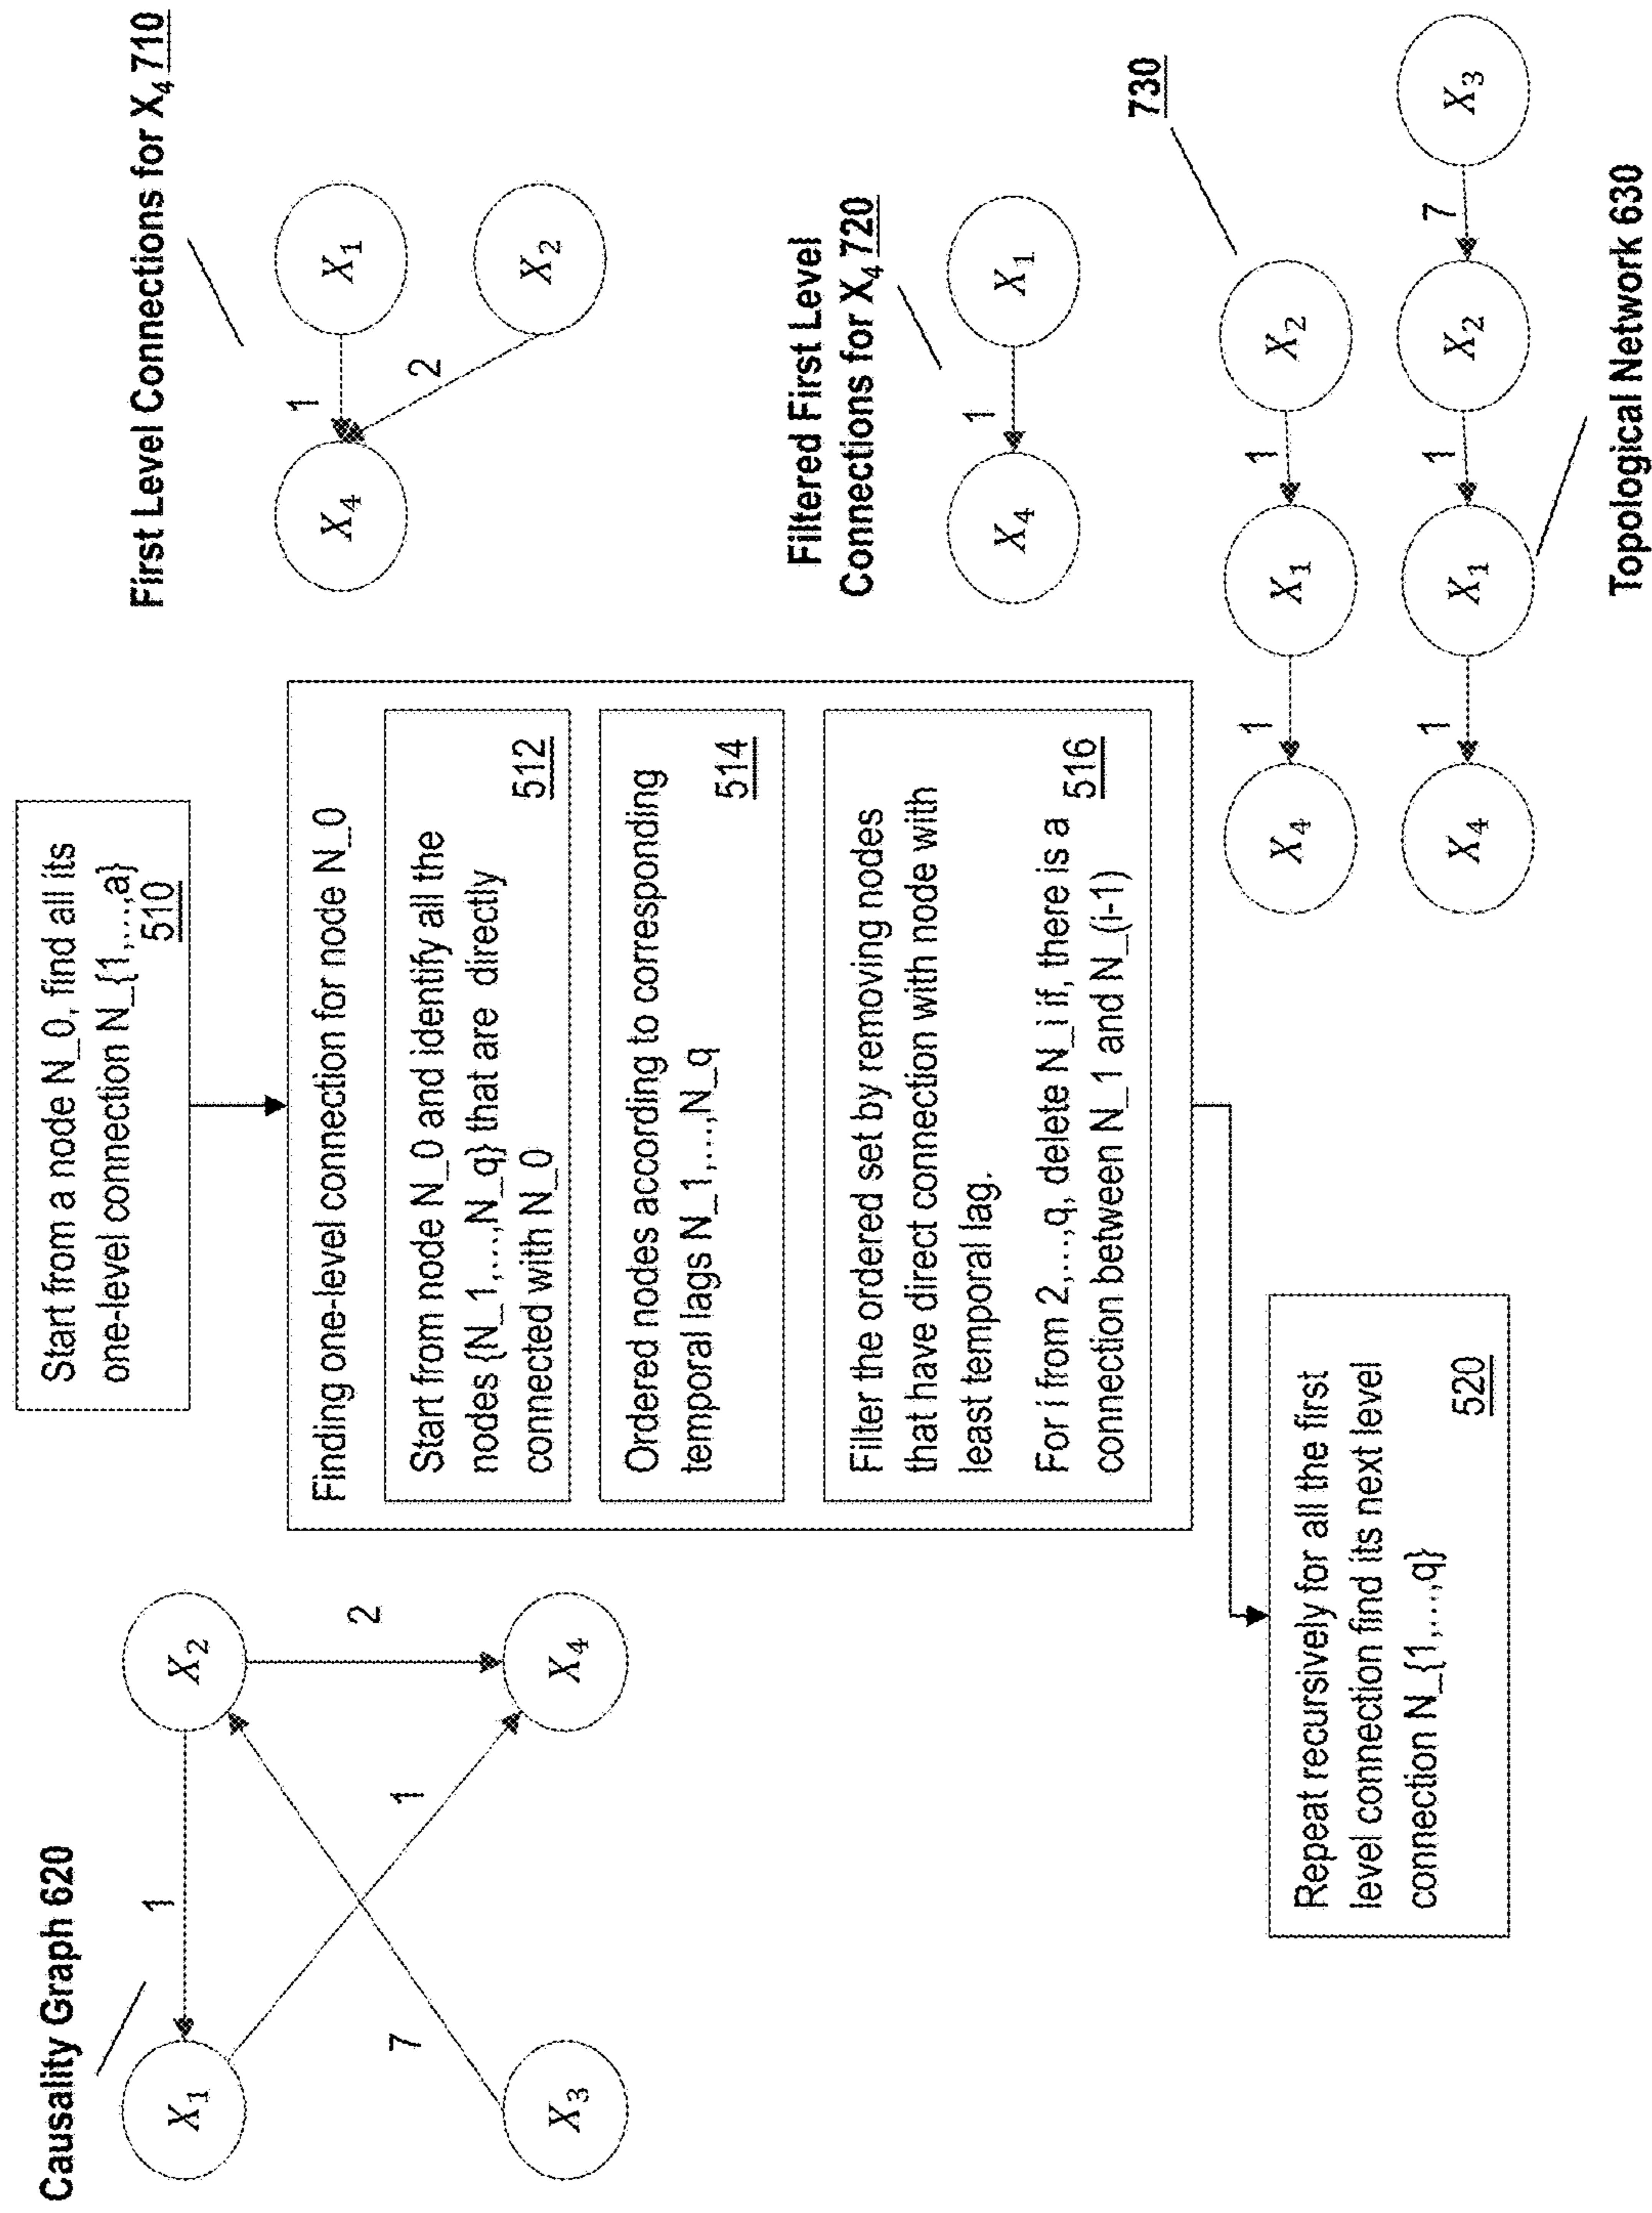 Causality Graph 620
X1
1
X2
2
1
7
X3
X4
Start from a node N_0, find all its
one-level connection N_{1,...,a}
510
Finding one-level connection for node N_0
Start from node N_0 and identify all the
nodes {N_1,...,N_q} that are directly
connected with N_0
512
Ordered nodes according to corresponding
temporal lags N_1,...,N_q
514
Filter the ordered set by removing nodes
that have direct connection with node with
least temporal lag.
For i from 2,...,q, delete N_i if, there is a
connection between N_1 and N_(i-1)
516
Repeat recursively for all the first
level connection find its next level
connection N_{1,...,q}
520
First Level Connections for X4 710
X4
1
X1
2
X2
Filtered First Level
Connections for X4 720
X4
1
X1
730
X4
1
X1
1
X2
X4
1
X1
1
X2
7
X3
Topological Network 630